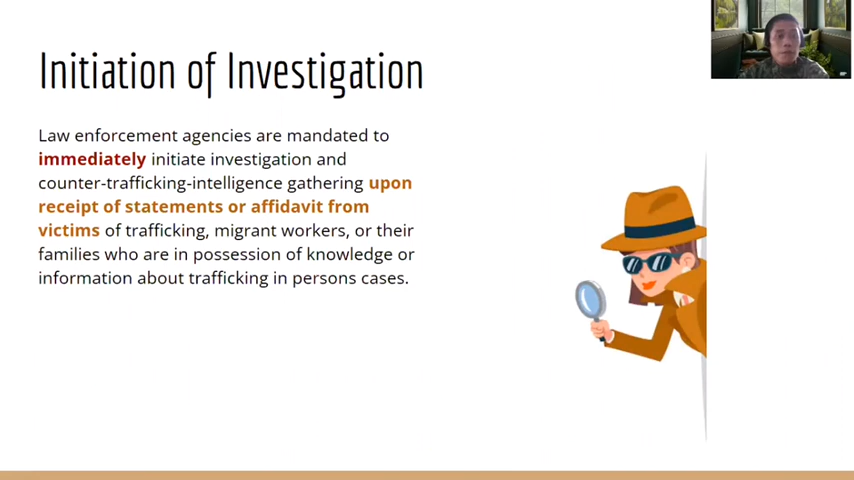 Initiation of Investigation
Law enforcement agencies are mandated to
immediately initiate investigation and
counter-trafficking-intelligence gathering upon
receipt of statements or affidavit from
victims of trafficking, migrant workers, or their
families who are in possession of knowledge or
information about trafficking in persons cases.